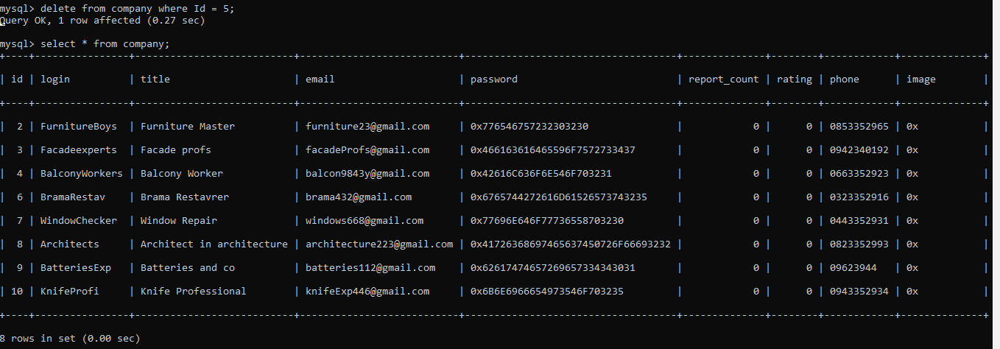 mysql> delete from company where Id = 5;
Query OK, 1 row affected (0.27 sec)
mysql> select * from company;
+----+----------------+---------------------------+---------------------------+------------------------------------+--------------+--------+------------+--------------+
| id | login | title | email | password | report_count | rating | phone | image |
+----+----------------+---------------------------+---------------------------+------------------------------------+--------------+--------+------------+--------------+
| 2 | FurnitureBoys | Furniture Master | furniture23@gmail.com | 0x776546757232303230 | 0 | 0 | 0853352965 | 0x |
| 3 | Facadeexperts | Facade profs | facadeProfs@gmail.com | 0x466163616465596F7572733437 | 0 | 0 | 0942340192 | 0x |
| 4 | BalconyWorkers | Balcony Worker | balcon9843y@gmail.com | 0x42616C636F6E546F703231 | 0 | 0 | 0663352923 | 0x |
| 6 | BramaRestav | Brama Restavrer | brama432@gmail.com | 0x6765744272616D61526573743235 | 0 | 0 | 0323352916 | 0x |
| 7 | WindowChecker | Window Repair | windows668@gmail.com | 0x77696E646F77736558703230 | 0 | 0 | 0443352931 | 0x |
| 8 | Architects | Architect in architecture | architecture223@gmail.com | 0x41726368697465637450726F66693232 | 0 | 0 | 0823352993 | 0x |
| 9 | BatteriesExp | Batteries and co | batteries112@gmail.com | 0x62617474657269657334343031 | 0 | 0 | 09623944 | 0x |
| 10 | KnifeProfi | Knife Professional | knifeExp446@gmail.com | 0x6B6E6966654973546F703235 | 0 | 0 | 0943352934 | 0x |
+----+----------------+---------------------------+---------------------------+------------------------------------+--------------+--------+------------+--------------+
8 rows in set (0.00 sec)